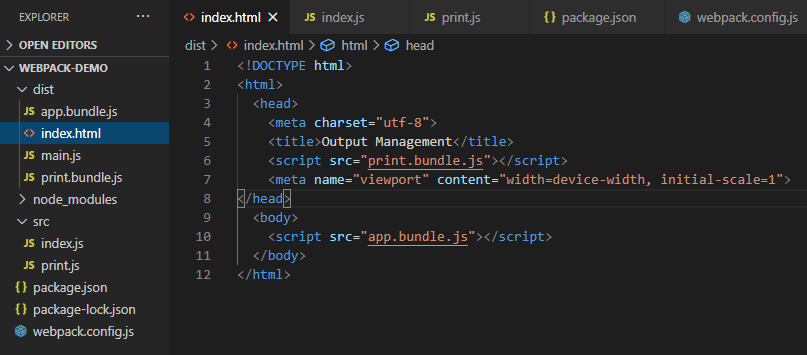 EXPLORER ···
OPEN EDITORS
WEBPACK-DEMO
dist
JS app.bundle.js
<> index.html
JS main.js
JS print.bundle.js
node_modules
src
JS index.js
JS print.js
{ } package.json
{ } package-lock.json
webpack.config.js
<> index.html ×
JS index.js
JS print.js
{ } package.json
webpack.config.js
dist > <> index.html > html > head
1 <!DOCTYPE html>
2 <html>
3 <head>
4 <meta charset="utf-8">
5 <title>Output Management</title>
6 <script src="print.bundle.js"></script>
7 <meta name="viewport" content="width=device-width, initial-scale=1">
8 </head>
9 <body>
10 <script src="app.bundle.js"></script>
11 </body>
12 </html>